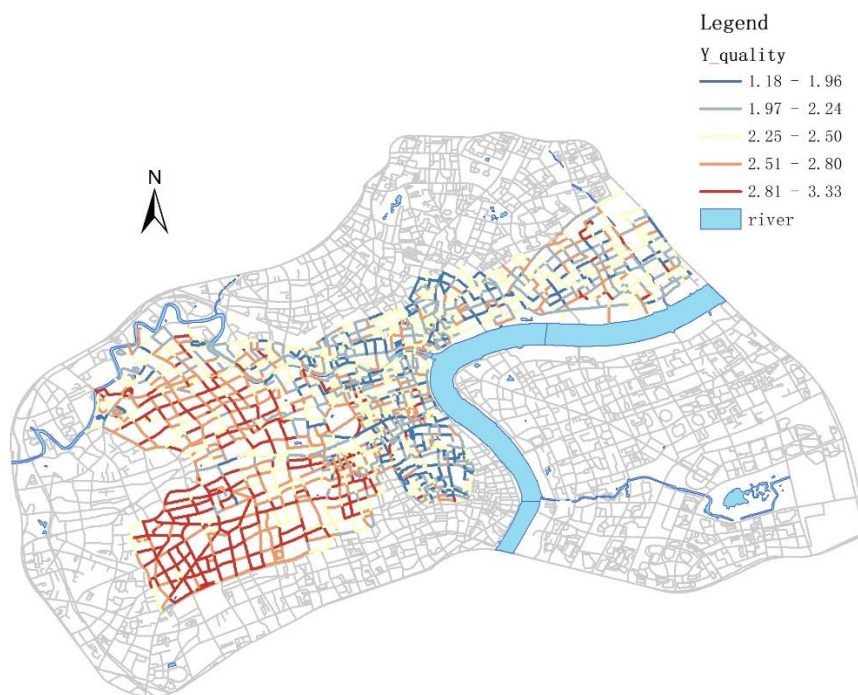 Legend
Y_quality
1.18 - 1.96
1.97 - 2.24
2.25 - 2.50
2.51 - 2.80
2.81 - 3.33
river
N